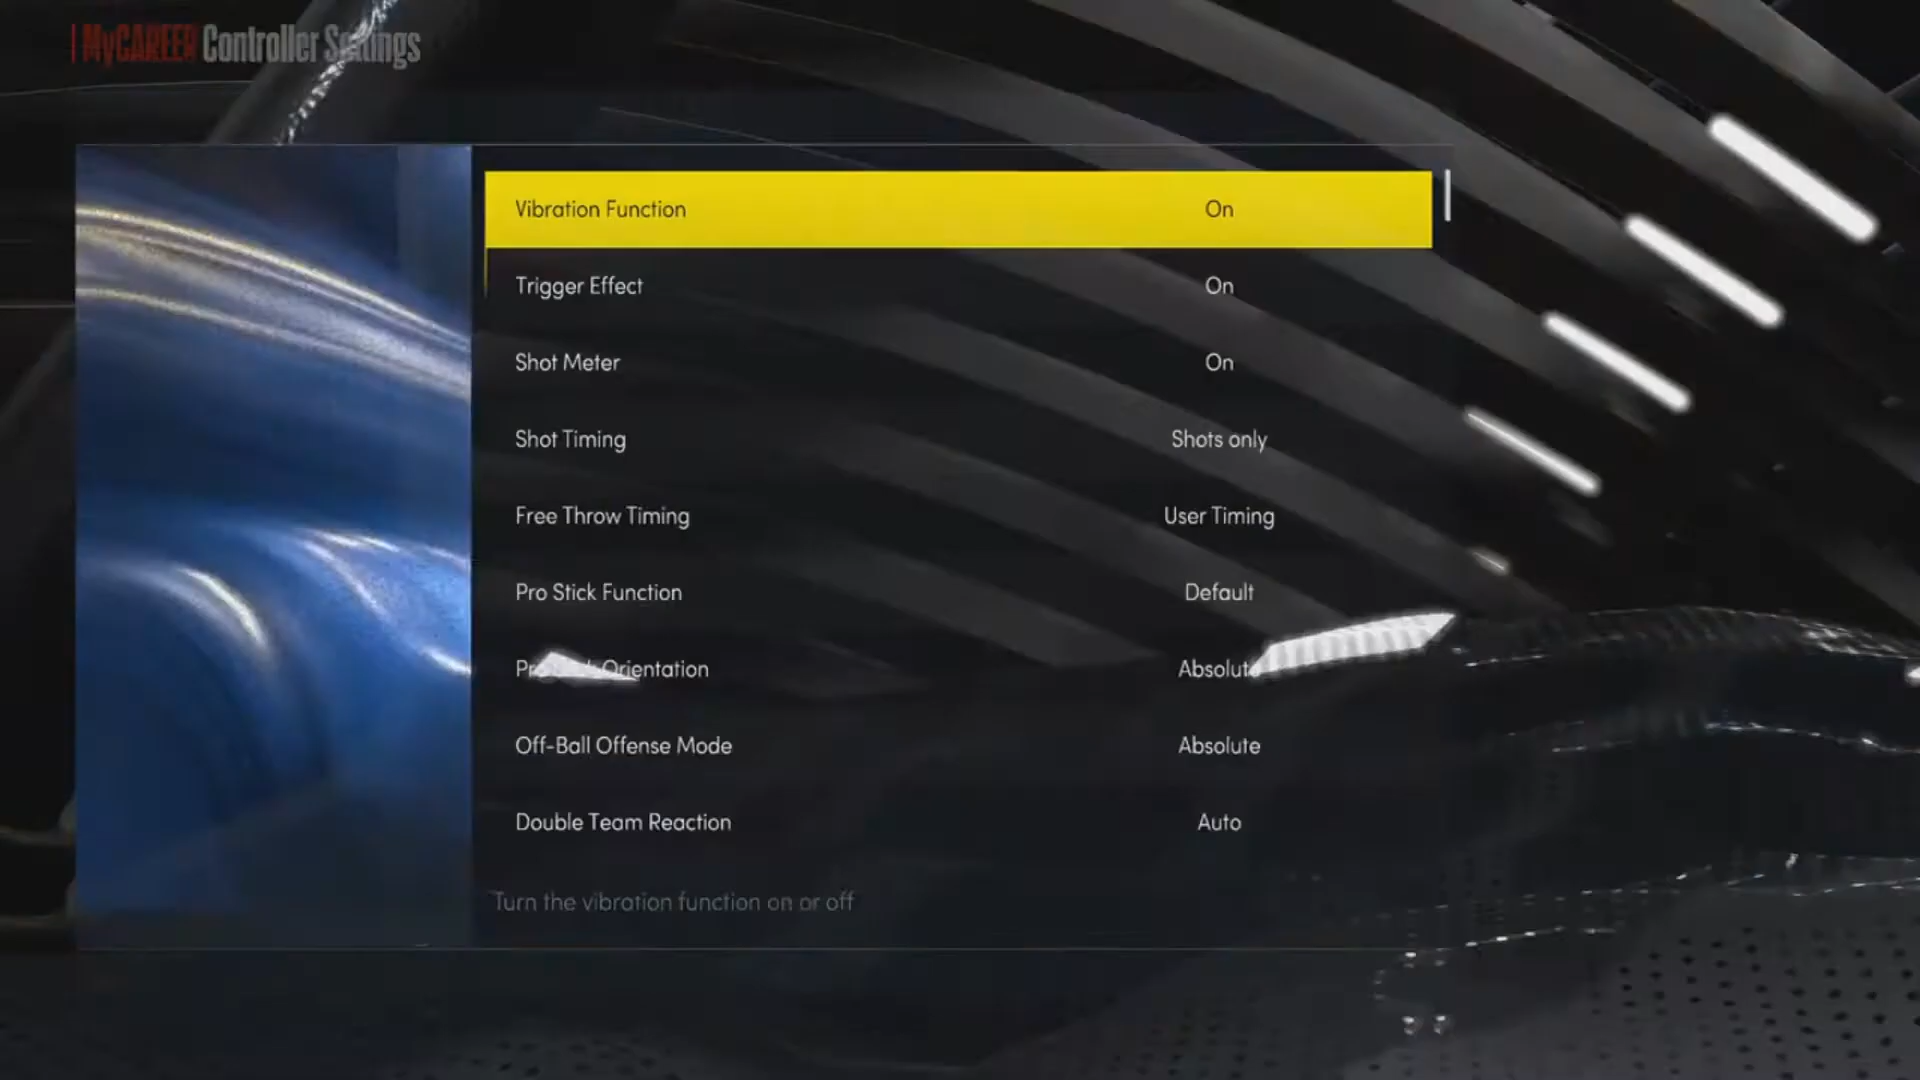 MyCAREER Controller Settings
Vibration Function On
Trigger Effect On
Shot Meter On
Shot Timing Shots only
Free Throw Timing User Timing
Pro Stick Function Default
Orientation Absolute
Off-Ball Offense Mode Absolute
Double Team Reaction Auto
Turn the vibration function on or off